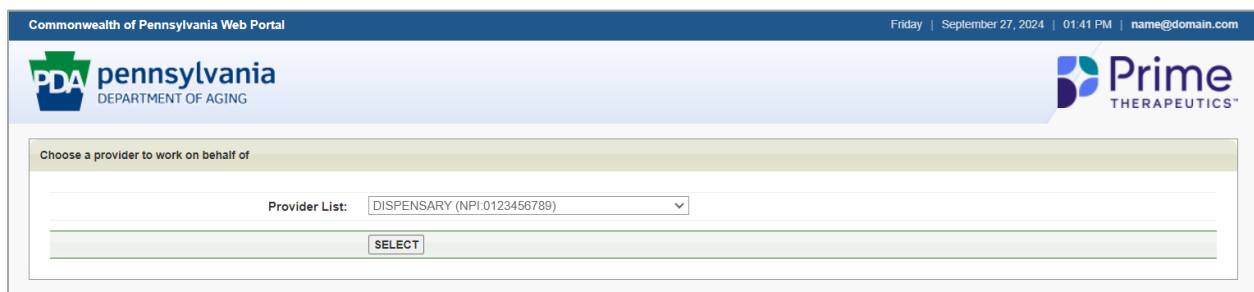 Commonwealth of Pennsylvania Web Portal
Friday | September 27, 2024 | 01:41 PM | name@domain.com
PDA pennsylvania
DEPARTMENT OF AGING
Prime
THERAPEUTICS™
Choose a provider to work on behalf of
Provider List: DISPENSARY (NPI:0123456789)
SELECT